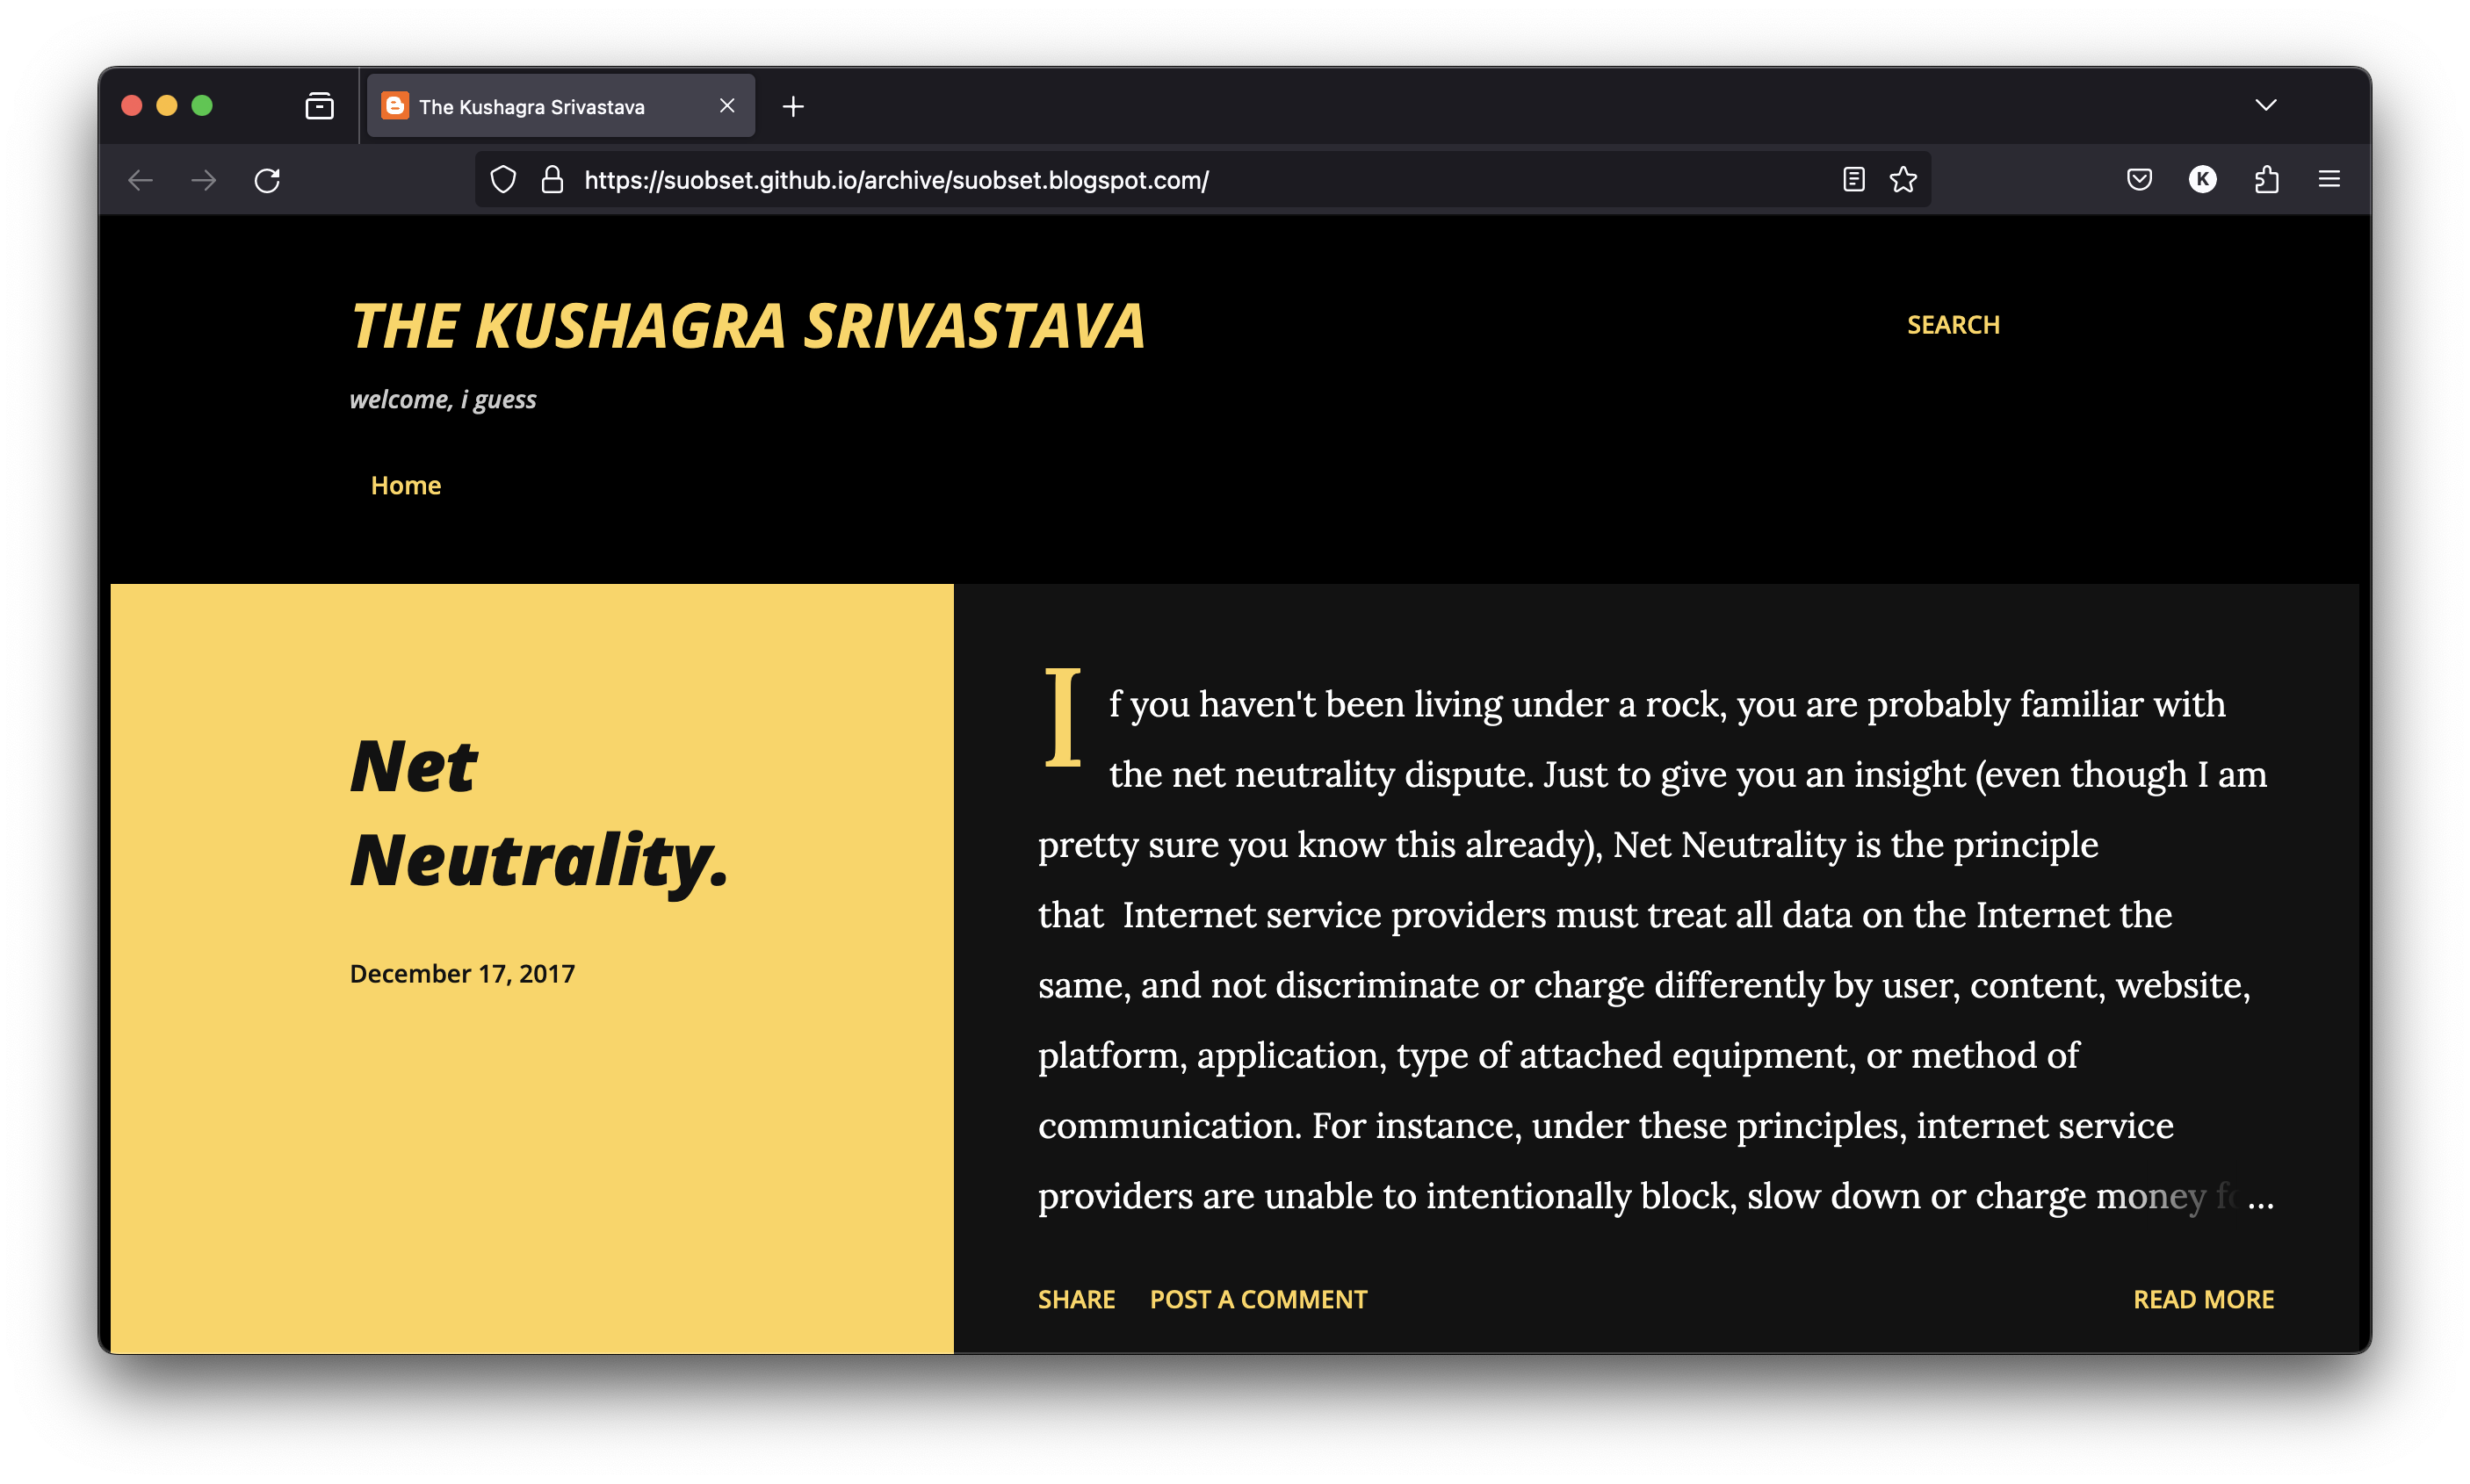 The Kushagra Srivastava
https://suobset.github.io/archive/suobset.blogspot.com/
K
THE KUSHAGRA SRIVASTAVA
SEARCH
welcome, i guess
Home
Net
Neutrality.
December 17, 2017
If you haven't been living under a rock, you are probably familiar with
the net neutrality dispute. Just to give you an insight (even though I am
pretty sure you know this already), Net Neutrality is the principle
that  Internet service providers must treat all data on the Internet the
same, and not discriminate or charge differently by user, content, website,
platform, application, type of attached equipment, or method of
communication. For instance, under these principles, internet service
providers are unable to intentionally block, slow down or charge money ...
SHARE POST A COMMENT
READ MORE